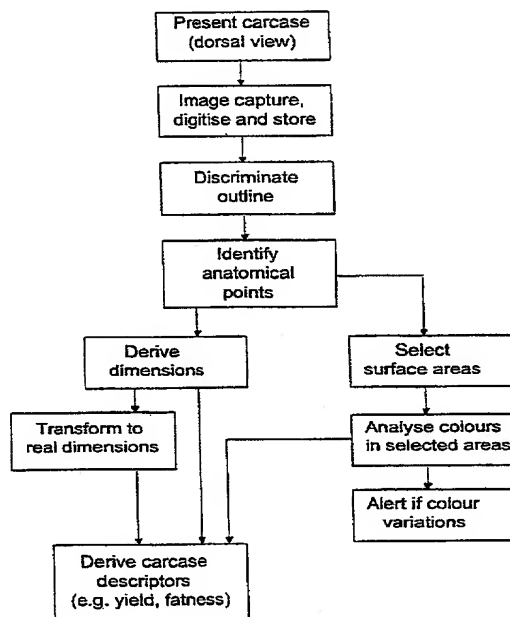 Present carcase
(dorsal view)
Image capture,
digitise and store
Discriminate
outline
Identify
anatomical
points
Derive
dimensions
Select
surface areas
Transform to
real dimensions
Analyse colours
in selected areas
Alert if colour
variations
Derive carcase
descriptors
(e.g. yield, fatness)